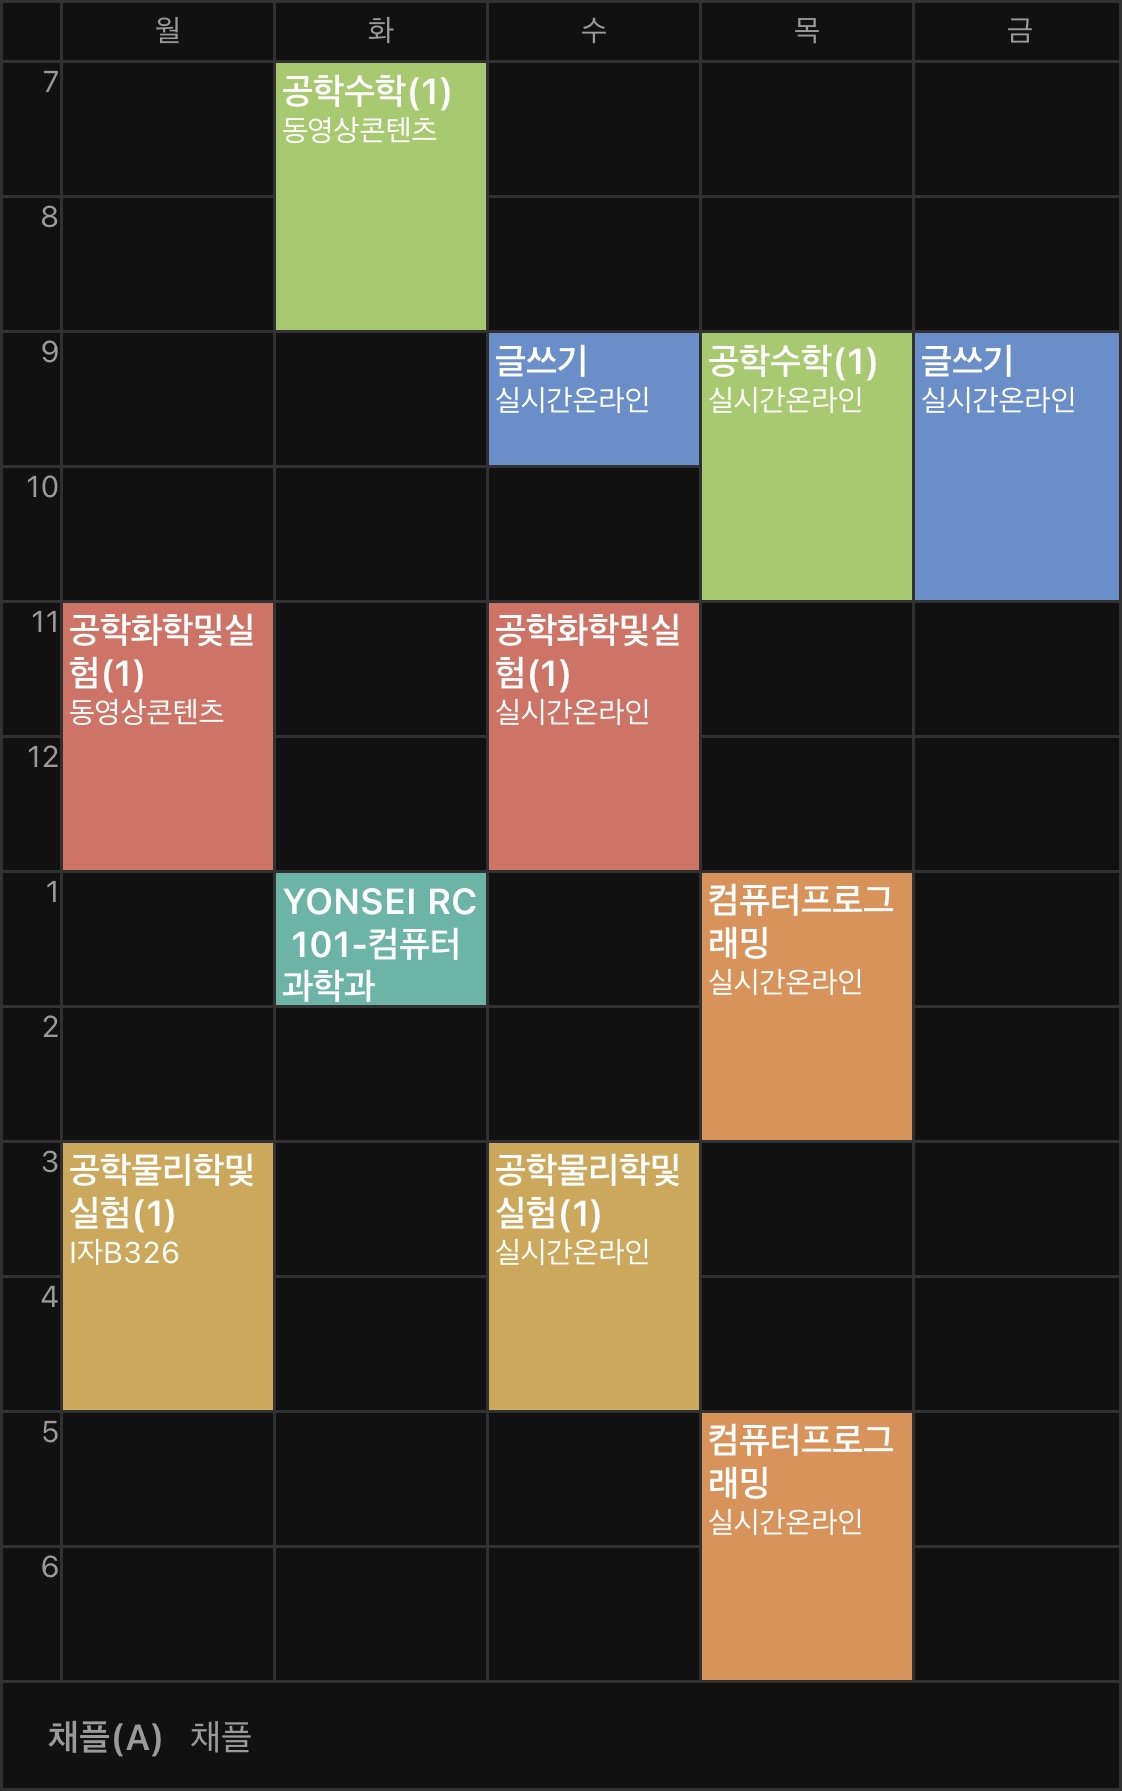 월 화 수 목 금
7
공학수학(1)
동영상콘텐츠
8
9
글쓰기
실시간온라인
공학수학(1)
실시간온라인
글쓰기
실시간온라인
10
11
공학화학및실
험(1)
동영상콘텐츠
공학화학및실
험(1)
실시간온라인
12
1
YONSEI RC
101-컴퓨터
과학과
컴퓨터프로그
래밍
실시간온라인
2
3
공학물리학및
실험(1)
I자B326
공학물리학및
실험(1)
실시간온라인
4
5
컴퓨터프로그
래밍
실시간온라인
6
채플(A) 채플